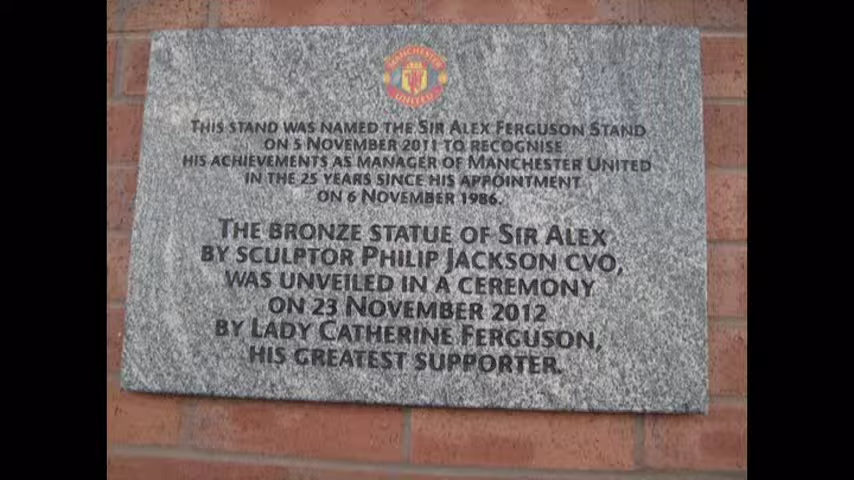 MANCHESTER
UNITED
THIS STAND WAS NAMED THE SIR ALEX FERGUSON STAND
ON 5 NOVEMBER 2011 TO RECOGNISE
HIS ACHIEVEMENTS AS MANAGER OF MANCHESTER UNITED
IN THE 25 YEARS SINCE HIS APPOINTMENT
ON 6 NOVEMBER 1986.
THE BRONZE STATUE OF SIR ALEX
BY SCULPTOR PHILIP JACKSON CVO,
WAS UNVEILED IN A CEREMONY
ON 23 NOVEMBER 2012
BY LADY CATHERINE FERGUSON,
HIS GREATEST SUPPORTER.